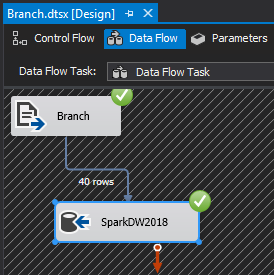 Branch.dtsx [Design]
Control Flow Data Flow Parameters
Data Flow Task: Data Flow Task
Branch
40 rows
SparkDW2018